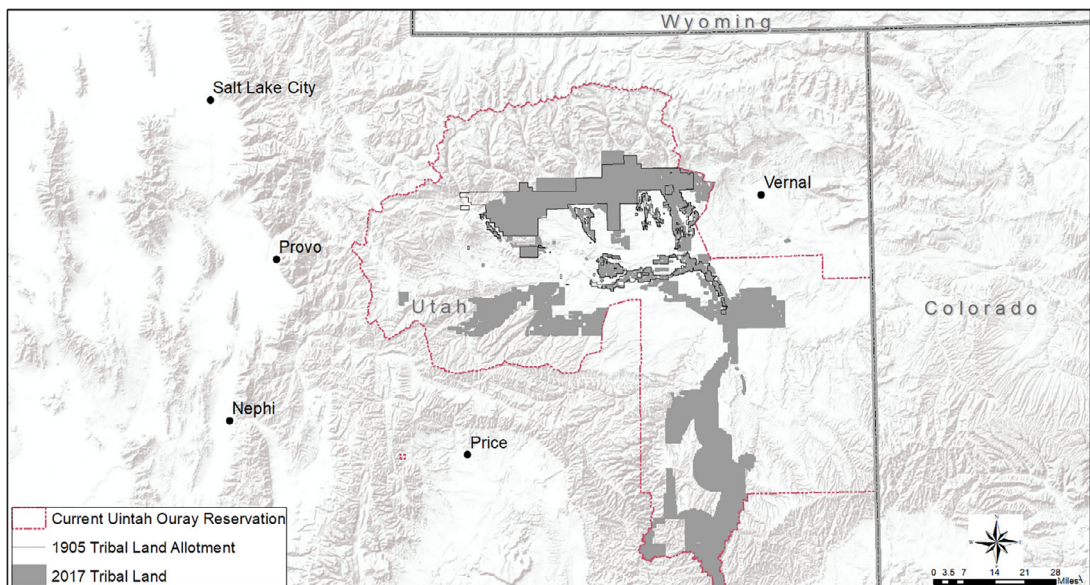 Wyoming
Salt Lake City
Vernal
Provo
Utah
Colorado
Nephi
Price
Current Uintah Ouray Reservation
1905 Tribal Land Allotment
2017 Tribal Land
N
W E
S
0 3.5 7 14 21 28
Miles